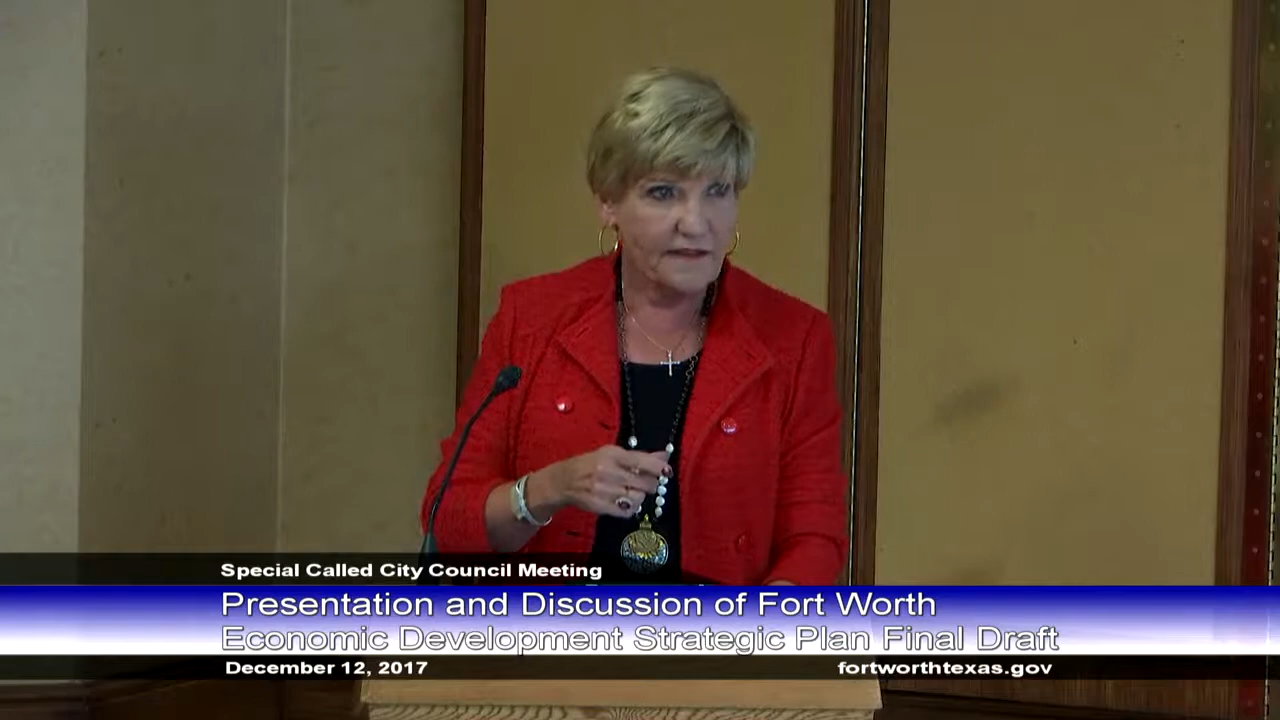 Special Called City Council Meeting
Presentation and Discussion of Fort Worth
Economic Development Strategic Plan Final Draft
December 12, 2017 fortworthtexas.gov